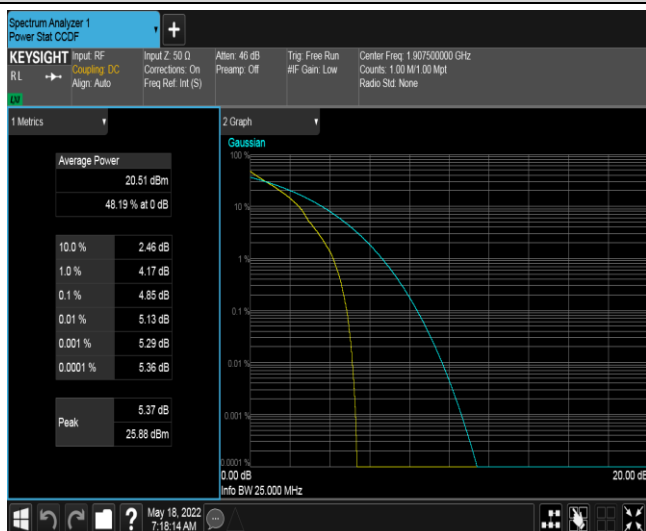 Spectrum Analyzer 1
Power Stat CCDF
+
KEYSIGHT
RL
LXI
Input: RF
Coupling: DC
Align: Auto
Input Z: 50 Ω
Corrections: On
Freq Ref: Int (S)
Atten: 46 dB
Preamp: Off
Trig: Free Run
#IF Gain: Low
Center Freq: 1.907500000 GHz
Counts: 1.00 M/1.00 Mpt
Radio Std: None
1 Metrics
Average Power
20.51 dBm
48.19 % at 0 dB
10.0 % 2.46 dB
1.0 % 4.17 dB
0.1 % 4.85 dB
0.01 % 5.13 dB
0.001 % 5.29 dB
0.0001 % 5.36 dB
Peak
5.37 dB
25.88 dBm
2 Graph
Gaussian
100 %
10 %
1 %
0.1 %
0.01 %
0.001 %
0.0001 %
0.00 dB
20.00 dB
Info BW 25.000 MHz
?
May 18, 2022
7:18:14 AM